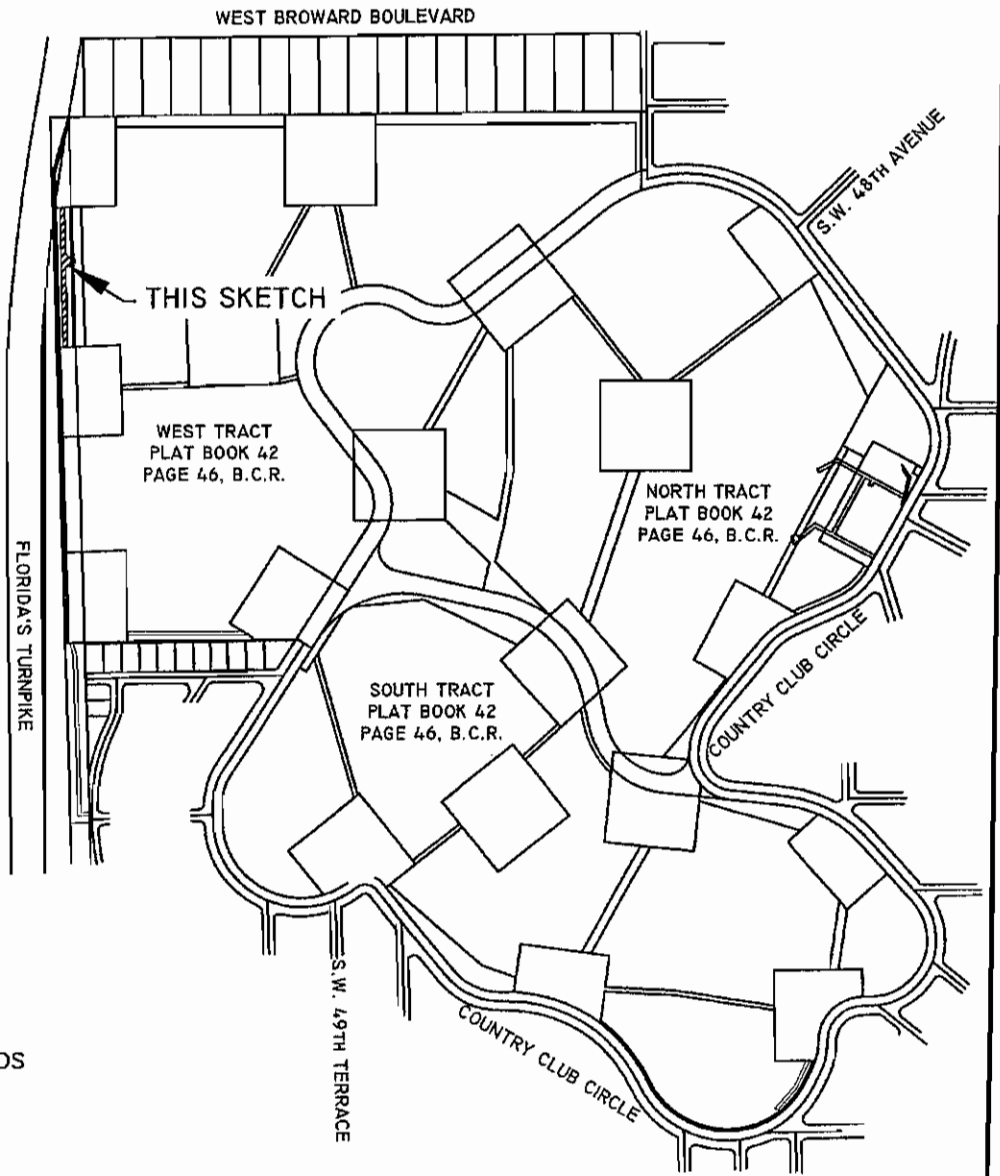 WEST BROWARD BOULEVARD
S.W. 48TH AVENUE
THIS SKETCH
WEST TRACT
PLAT BOOK 42
PAGE 46, B.C.R.
NORTH TRACT
PLAT BOOK 42
PAGE 46, B.C.R.
FLORIDA'S TURNPIKE
COUNTRY CLUB CIRCLE
SOUTH TRACT
PLAT BOOK 42
PAGE 46, B.C.R.
S.W. 49TH TERRACE
COUNTRY CLUB CIRCLE
DS